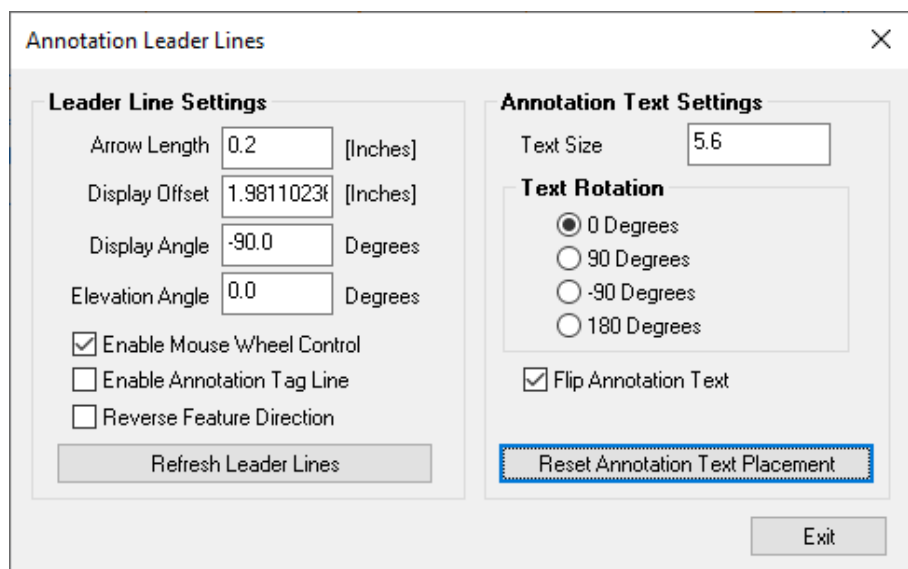 Annotation Leader Lines
Leader Line Settings
Arrow Length 0.2 [Inches]
Display Offset 1.98110236 [Inches]
Display Angle -90.0 Degrees
Elevation Angle 0.0 Degrees
Enable Mouse Wheel Control
Enable Annotation Tag Line
Reverse Feature Direction
Refresh Leader Lines
Annotation Text Settings
Text Size 5.6
Text Rotation
0 Degrees
90 Degrees
-90 Degrees
180 Degrees
Flip Annotation Text
Reset Annotation Text Placement
Exit